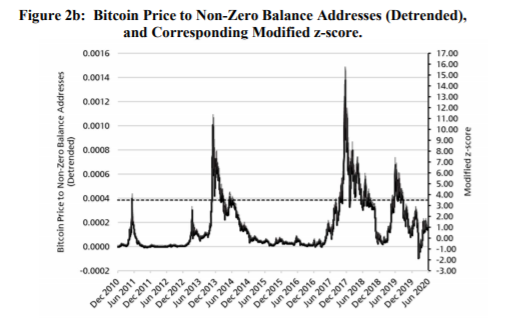 Figure 2b: Bitcoin Price to Non-Zero Balance Addresses (Detrended),
and Corresponding Modified z-score.
Bitcoin Price to Non-Zero Balance Addresses
(Detrended)
0.0016
0.0014
0.0012
0.0010
0.0008
0.0006
0.0004
0.0002
0.0000
-0.0002
17.00
16.00
15.00
14.00
13.00
12.00
11.00
10.00
9.00
8.00
7.00
6.00
5.00
4.00
3.00
2.00
1.00
0.00
-1.00
-2.00
-3.00
Modified z-score
Dec 2010
Jun 2011
Dec 2011
Jun 2012
Dec 2012
Jun 2013
Dec 2013
Jun 2014
Dec 2014
Jun 2015
Dec 2015
Jun 2016
Dec 2016
Jun 2017
Dec 2017
Jun 2018
Dec 2018
Jun 2019
Dec 2019
Jun 2020